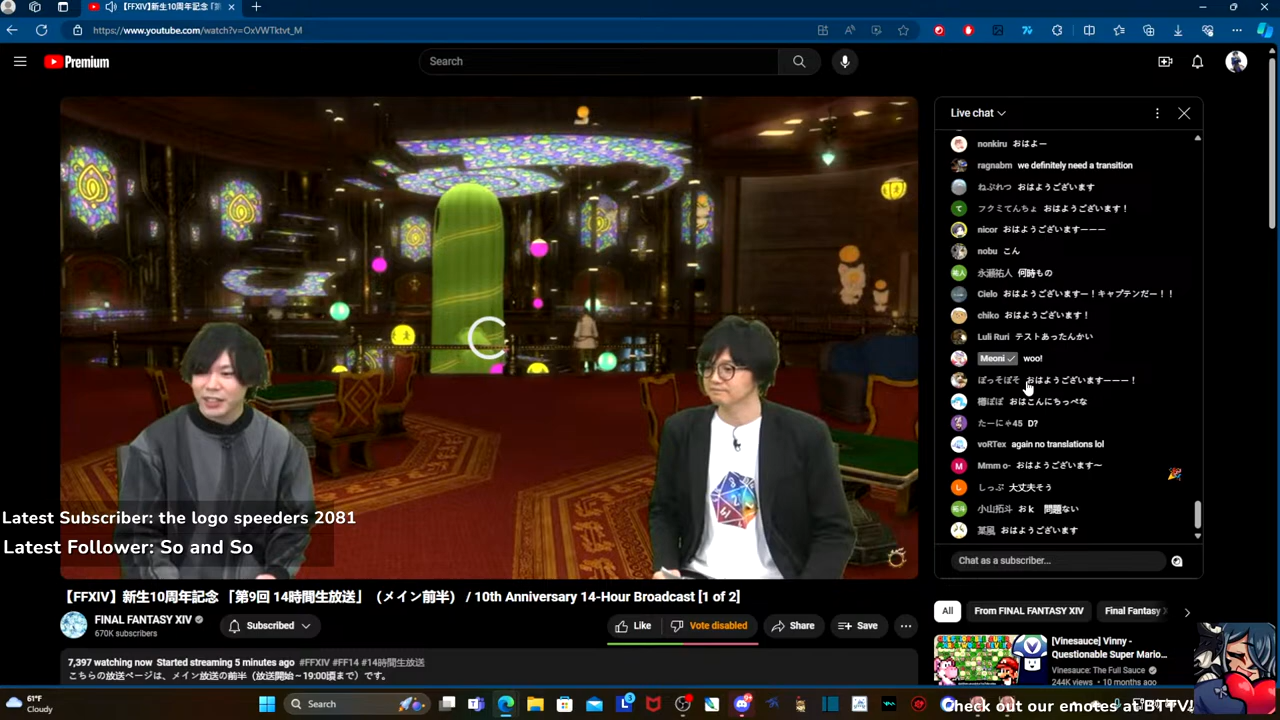 【FFXIV】新生10周年記念 「第
https://www.youtube.com/watch?v=OxVWTktvt_M
Premium
Search
Live chat
nonkiru おはよー
ragnabm we definitely need a transition
ねぷれつ おはようございます
フクミてんちょ おはようございます！
nicor おはようございますーーー
nobu こん
永瀬祐人 何時もの
Cielo おはようございますー！キャプテンだー！！
chiko おはようございます！
Luli Ruri テストあったんかい
Meoni woo!
ぽっそぽそ おはようございますーーー！
おはこんにちっぺな
たーにゃ45 D?
voRTex again no translations lol
Mmm o- おはようございます〜
しっぷ 大丈夫そう
小山拓斗 おｋ 問題ない
某風 おはようございます
Chat as a subscriber...
Latest Subscriber: the logo speeders 2081
Latest Follower: So and So
【FFXIV】新生10周年記念 「第9回 14時間生放送」（メイン前半） / 10th Anniversary 14-Hour Broadcast [1 of 2]
FINAL FANTASY XIV
670K subscribers
Subscribed
Like
Vote disabled
Share
Save
7,397 watching now Started streaming 5 minutes ago #FFXIV #FF14 #14時間生放送
こちらの放送ページは、メイン放送の前半（放送開始～19:00頃まで）です。
All
From FINAL FANTASY XIV
Final Fantasy
[Vinesauce] Vinny -
Questionable Super Mario...
Vinesauce: The Full Sauce
244K views • 10 months ago
61°F
Cloudy
Search
Check out our emotes at BTTV!